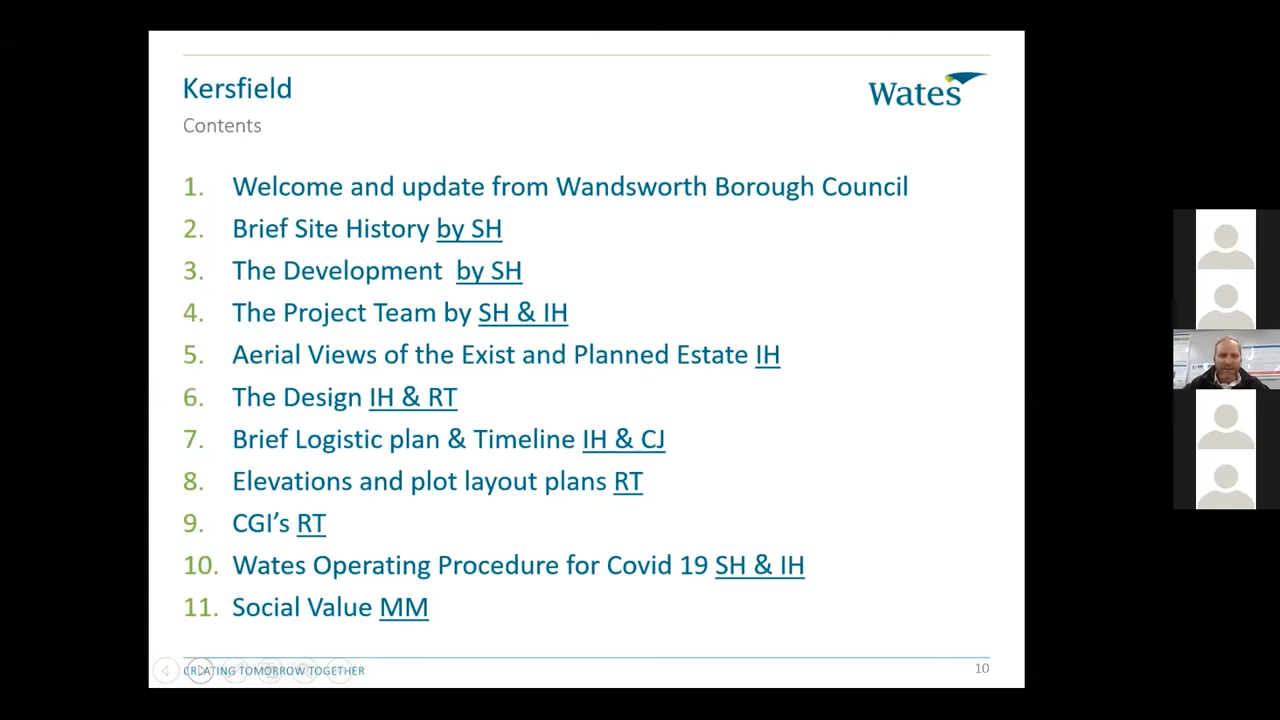 Kersfield
Wates
Contents
1. Welcome and update from Wandsworth Borough Council
2. Brief Site History by SH
3. The Development by SH
4. The Project Team by SH & IH
5. Aerial Views of the Exist and Planned Estate IH
6. The Design IH & RT
7. Brief Logistic plan & Timeline IH & CJ
8. Elevations and plot layout plans RT
9. CGI’s RT
10. Wates Operating Procedure for Covid 19 SH & IH
11. Social Value MM
CREATING TOMORROW TOGETHER
10